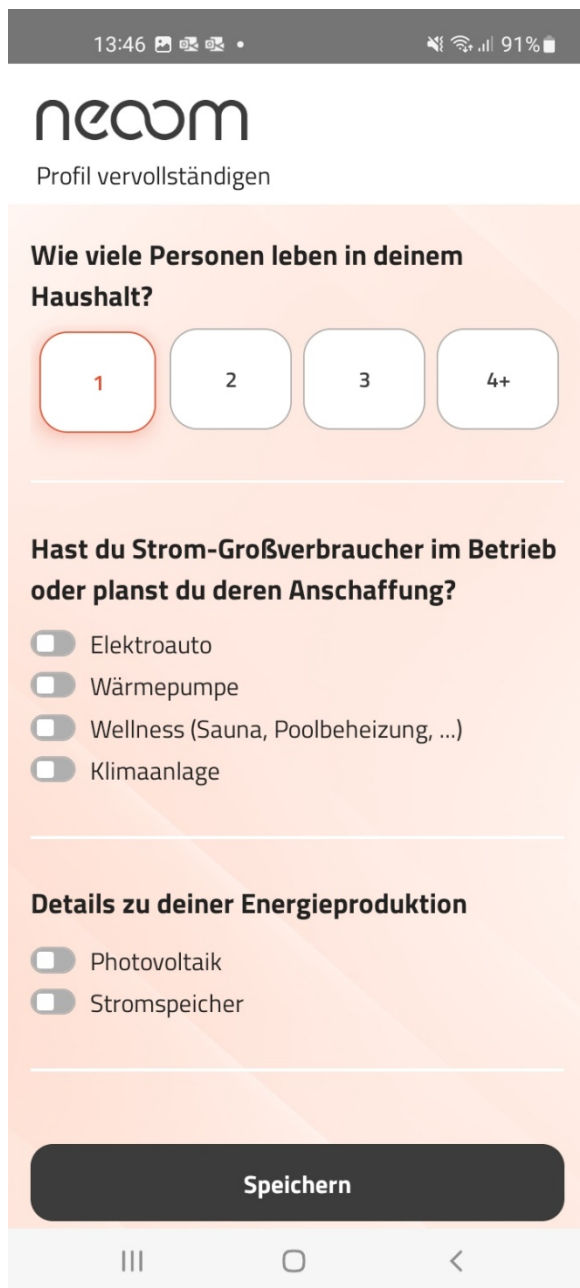 13:46
91%
neoom
Profil vervollständigen
Wie viele Personen leben in deinem
Haushalt?
1
2
3
4+
Hast du Strom-Großverbraucher im Betrieb
oder planst du deren Anschaffung?
Elektroauto
Wärmepumpe
Wellness (Sauna, Poolbeheizung, ...)
Klimaanlage
Details zu deiner Energieproduktion
Photovoltaik
Stromspeicher
Speichern